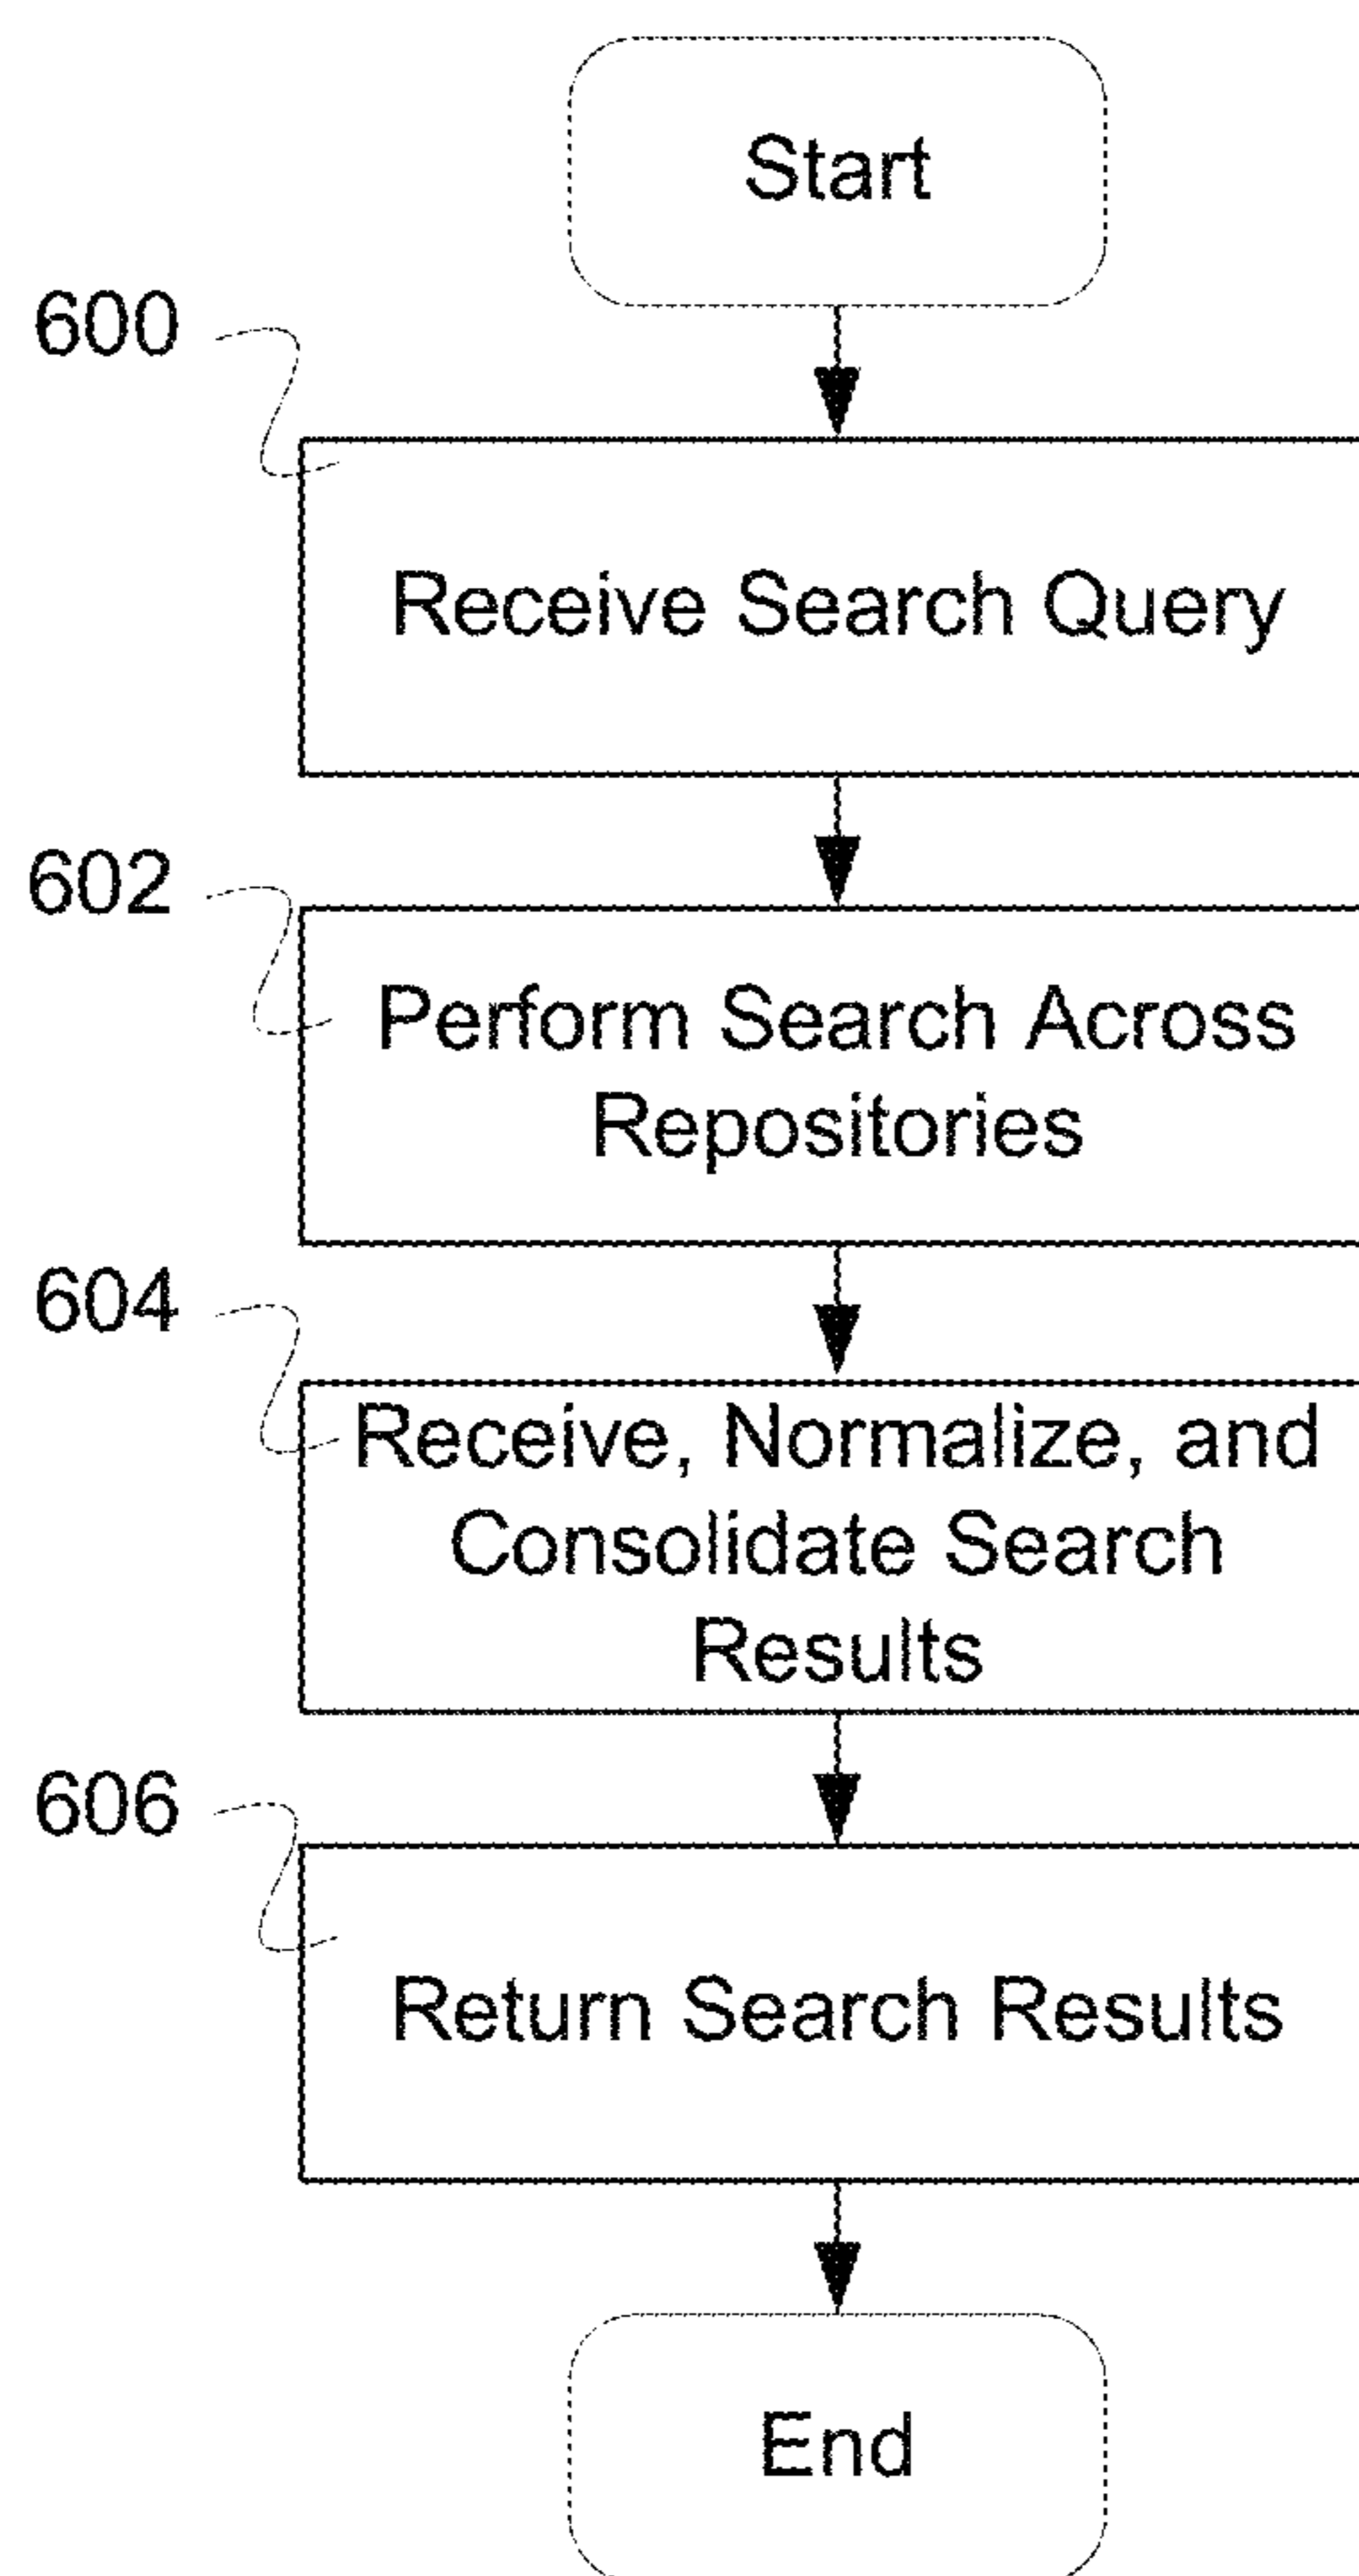 Start
600
Receive Search Query
602
Perform Search Across
Repositories
604
Receive, Normalize, and
Consolidate Search
Results
606
Return Search Results
End